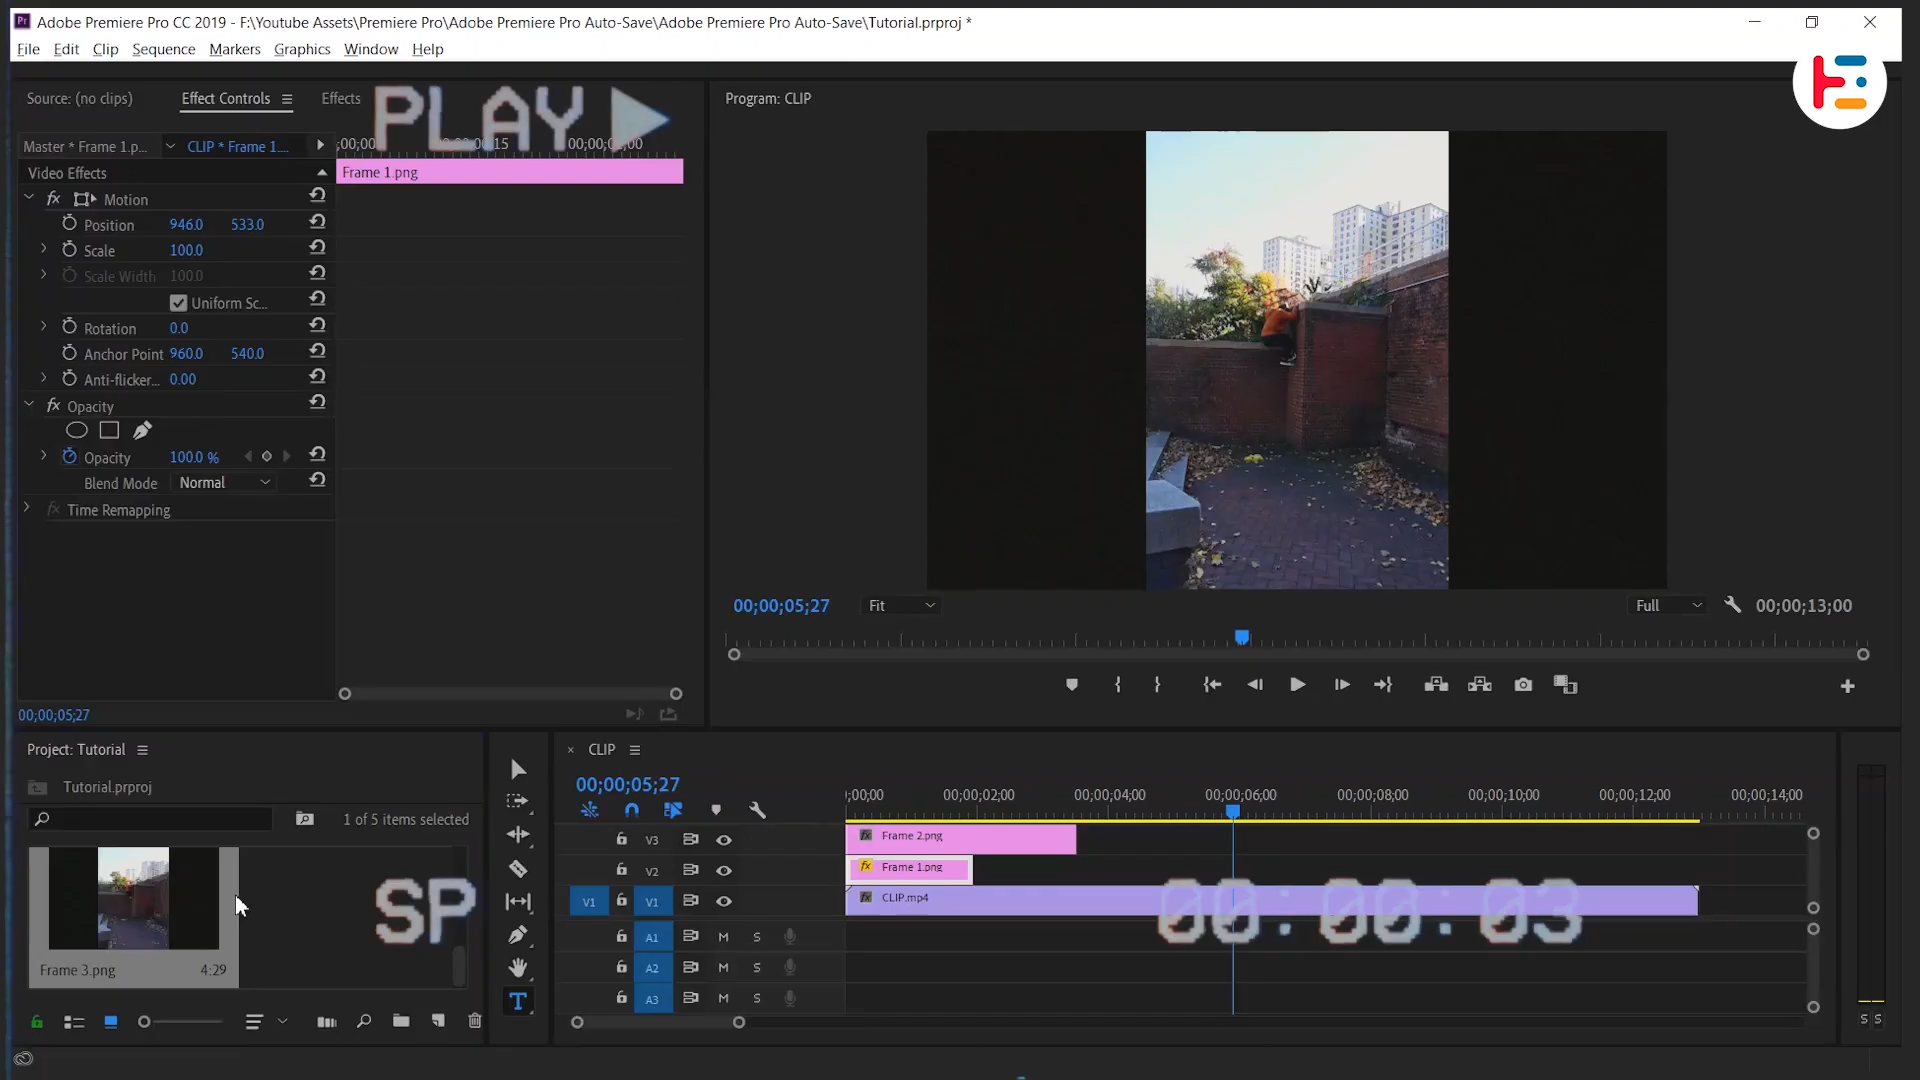 Adobe Premiere Pro CC 2019 - F:\Youtube Assets\Premiere Pro\Adobe Premiere Pro Auto-Save\Adobe Premiere Pro Auto-Save\Tutorial.prproj *
File Edit Clip Sequence Markers Graphics Window Help
Source: (no clips) Effect Controls Effects
PLAY
Program: CLIP
Master * Frame 1.p... CLIP * Frame 1....
Video Effects
Frame 1.png
fx Motion
Position 946.0 533.0
Scale 100.0
Scale Width 100.0
Uniform Sc...
Rotation 0.0
Anchor Point 960.0 540.0
Anti-flicker... 0.00
fx Opacity
Opacity 100.0 %
Blend Mode Normal
fx Time Remapping
00;00;05;27
00;00;05;27 Fit Full 00;00;13;00
Project: Tutorial
Tutorial.prproj
1 of 5 items selected
Frame 3.png 4:29
SP
CLIP
00;00;05;27
;00;00 00;00;02;00 00;00;04;00 00;00;06;00 00;00;08;00 00;00;10;00 00;00;12;00 00;00;14;00
V3 fx Frame 2.png
V2 fx Frame 1.png
V1 V1 fx CLIP.mp4
00:00:03
A1 M S
A2 M S
A3 M S
T
S S